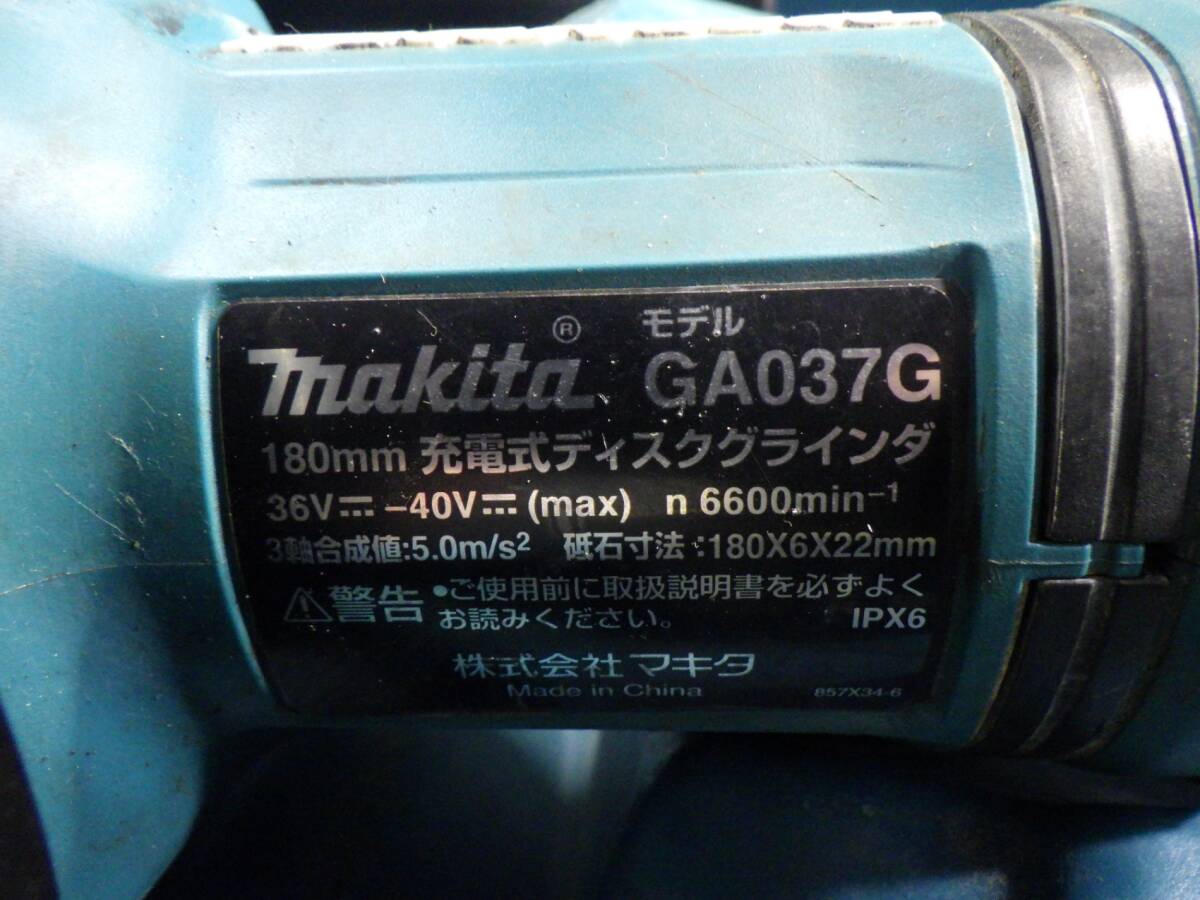 makita® モデル GA037G
180mm 充電式ディスクグラインダ
36V⎓ -40V⎓ (max) n 6600min⁻¹
3軸合成値:5.0m/s² 砥石寸法:180X6X22mm
⚠警告 •ご使用前に取扱説明書を必ずよく
お読みください。 IPX6
株式会社マキタ
Made in China 857X34-6